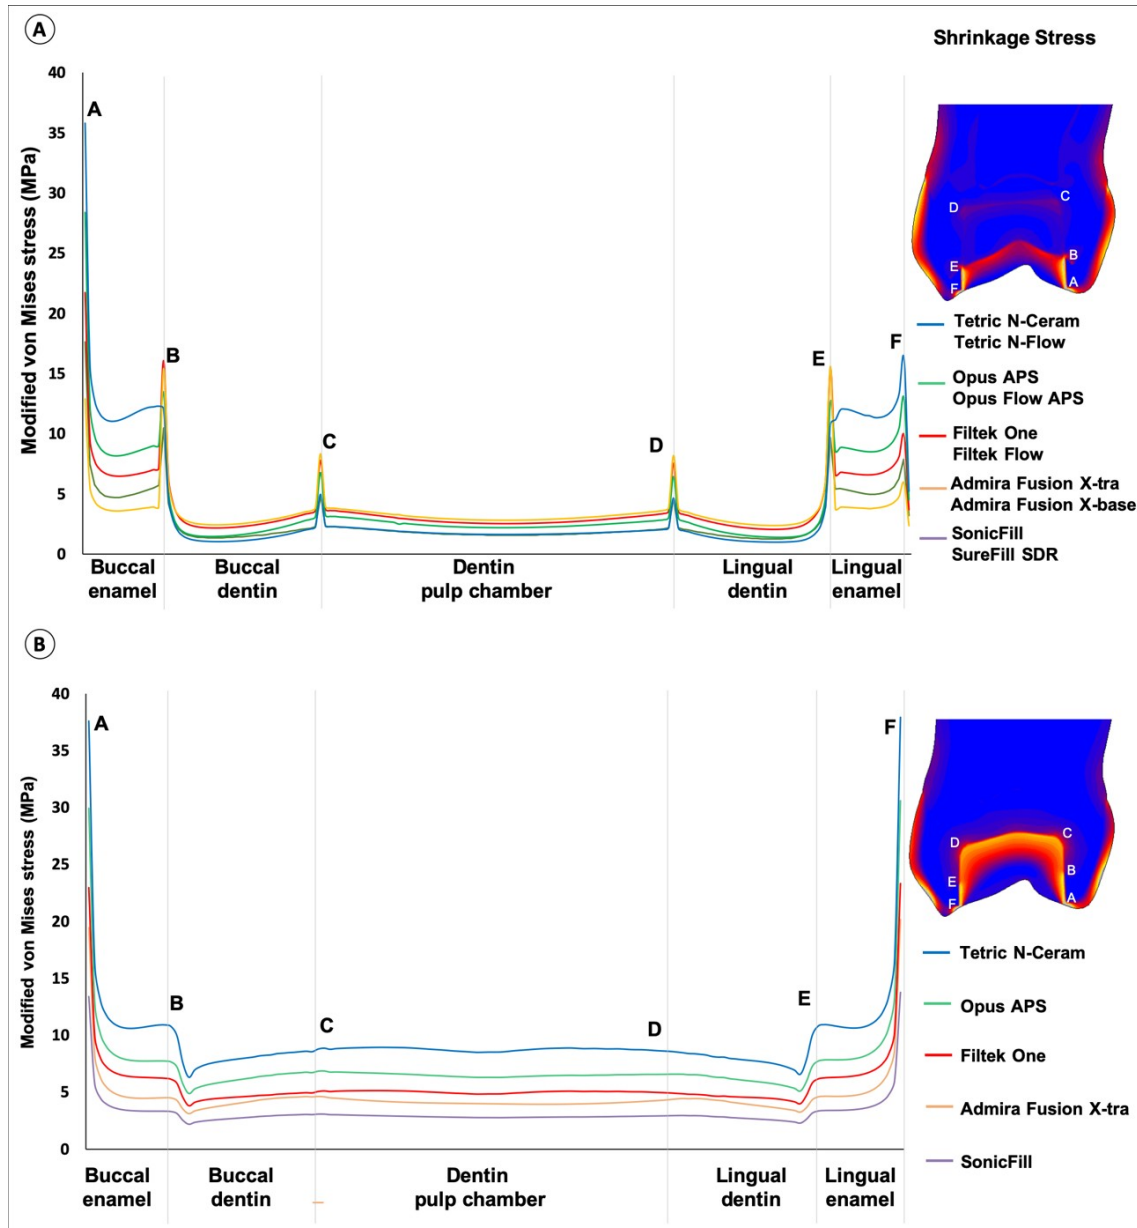 A
Shrinkage Stress
Modified von Mises stress (MPa)
40
35
30
25
20
15
10
5
0
A
B
C
D
E
F
D
C
E
B
F
A
Tetric N-Ceram
Tetric N-Flow
Opus APS
Opus Flow APS
Filtek One
Filtek Flow
Admira Fusion X-tra
Admira Fusion X-base
SonicFill
SureFill SDR
Buccal
enamel
Buccal
dentin
Dentin
pulp chamber
Lingual
dentin
Lingual
enamel
B
Modified von Mises stress (MPa)
40
35
30
25
20
15
10
5
0
A
B
C
D
E
F
D
C
E
B
F
A
Tetric N-Ceram
Opus APS
Filtek One
Admira Fusion X-tra
SonicFill
Buccal
enamel
Buccal
dentin
Dentin
pulp chamber
Lingual
dentin
Lingual
enamel